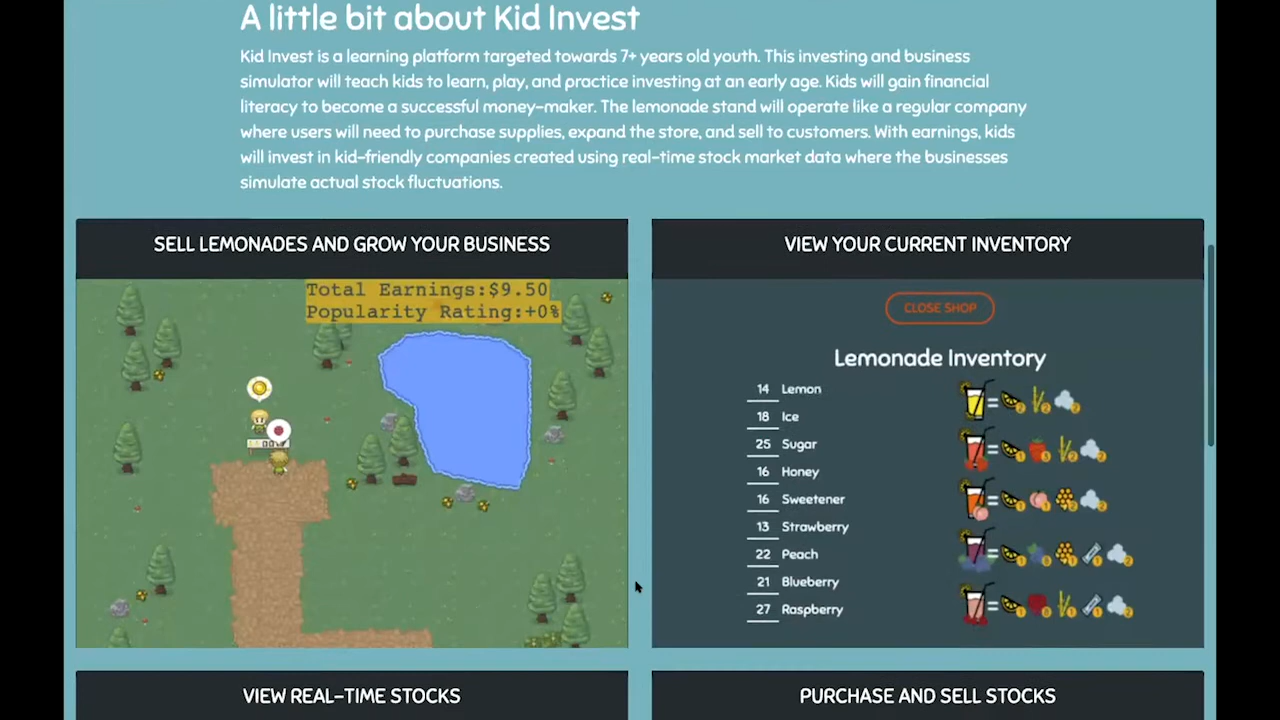 A little bit about Kid Invest
Kid Invest is a learning platform targeted towards 7+ years old youth. This investing and business
simulator will teach kids to learn, play, and practice investing at an early age. Kids will gain financial
literacy to become a successful money-maker. The lemonade stand will operate like a regular company
where users will need to purchase supplies, expand the store, and sell to customers. With earnings, kids
will invest in kid-friendly companies created using real-time stock market data where the businesses
simulate actual stock fluctuations.
SELL LEMONADES AND GROW YOUR BUSINESS
Total Earnings:$9.50
Popularity Rating:+0%
VIEW YOUR CURRENT INVENTORY
CLOSE SHOP
Lemonade Inventory
14 Lemon
18 Ice
25 Sugar
16 Honey
16 Sweetener
13 Strawberry
22 Peach
21 Blueberry
27 Raspberry
VIEW REAL-TIME STOCKS
PURCHASE AND SELL STOCKS